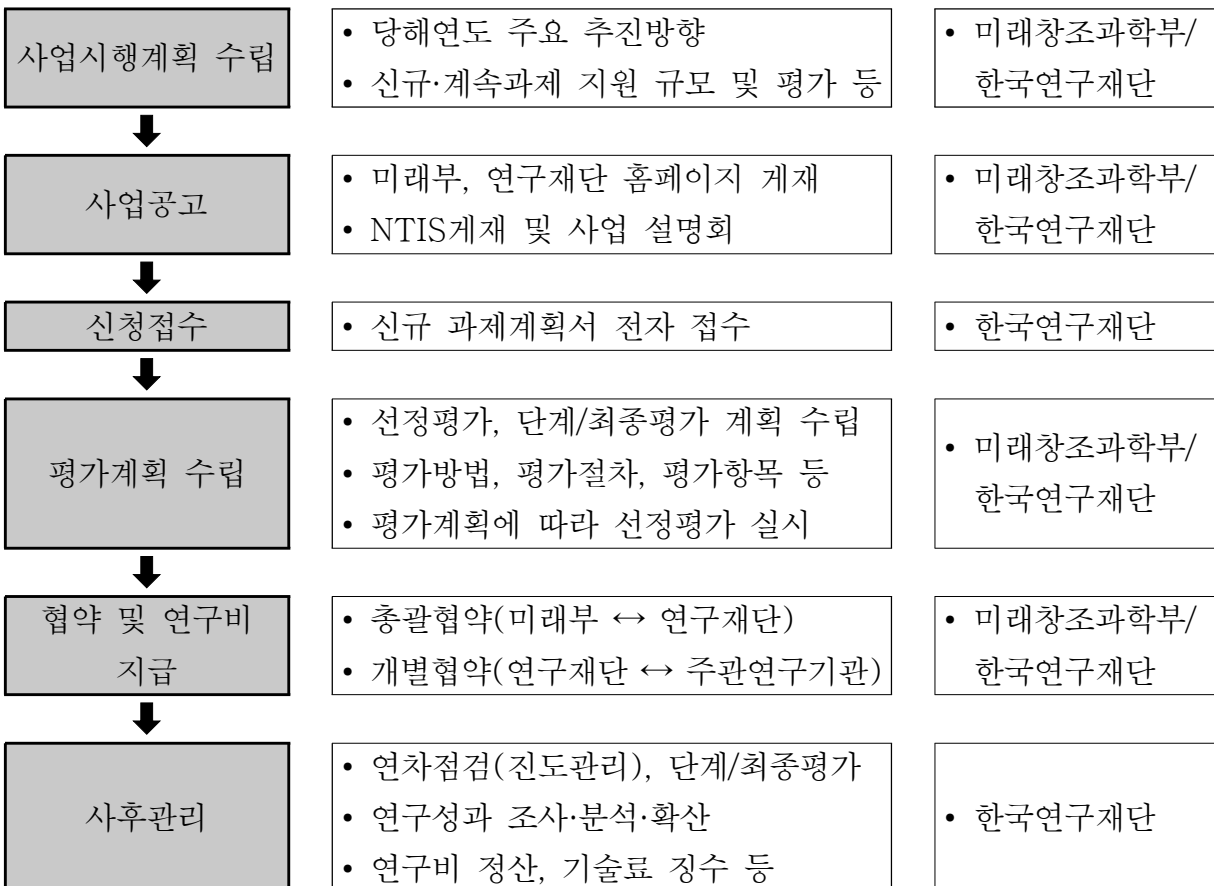 사업시행계획 수립
• 당해연도 주요 추진방향
• 신규·계속과제 지원 규모 및 평가 등
• 미래창조과학부/
한국연구재단
사업공고
• 미래부, 연구재단 홈페이지 게재
• NTIS게재 및 사업 설명회
• 미래창조과학부/
한국연구재단
신청접수
• 신규 과제계획서 전자 접수
• 한국연구재단
평가계획 수립
• 선정평가, 단계/최종평가 계획 수립
• 평가방법, 평가절차, 평가항목 등
• 평가계획에 따라 선정평가 실시
• 미래창조과학부/
한국연구재단
협약 및 연구비
지급
• 총괄협약(미래부 ↔ 연구재단)
• 개별협약(연구재단 ↔ 주관연구기관)
• 미래창조과학부/
한국연구재단
사후관리
• 연차점검(진도관리), 단계/최종평가
• 연구성과 조사·분석·확산
• 연구비 정산, 기술료 징수 등
• 한국연구재단